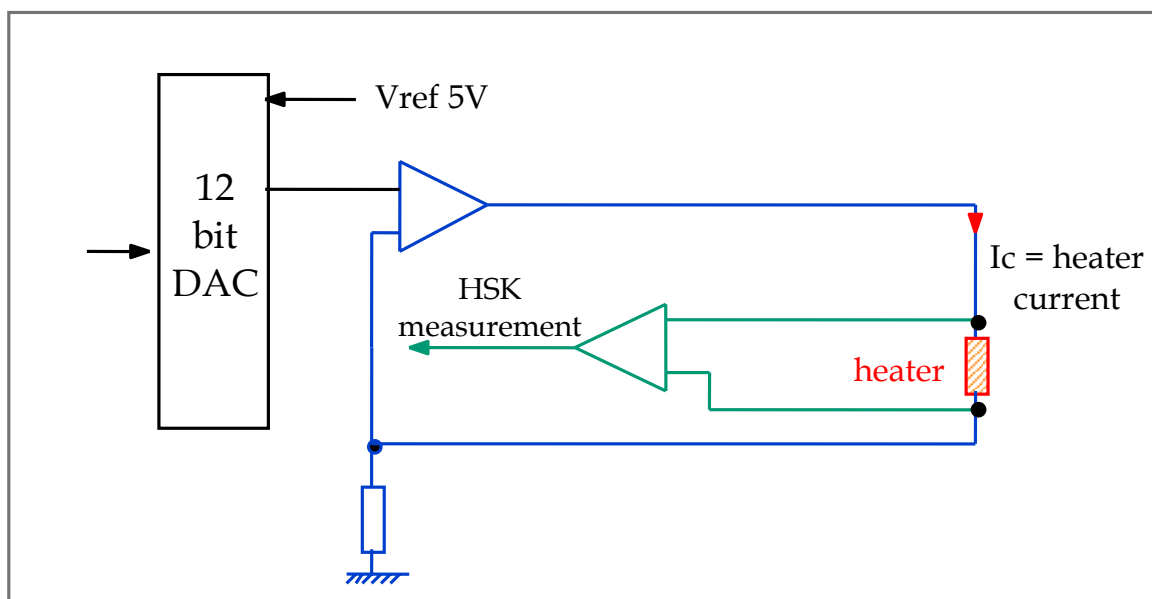 Vref 5V
12
bit
DAC
Ic = heater
current
HSK
measurement
heater